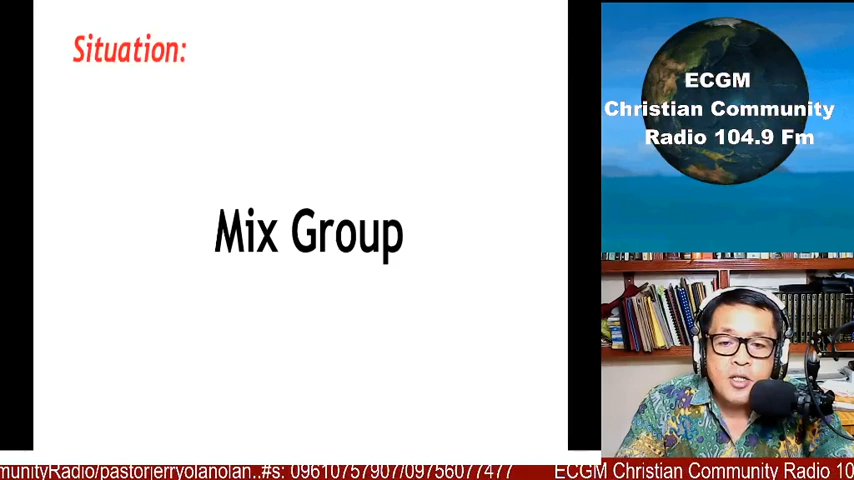 Situation:
Mix Group
ECGM
Christian Community
Radio 104.9 Fm
munityRadio/pastorjerryolanolan..#s: 09610757907/09756077477 ECGM Christian Community Radio 10